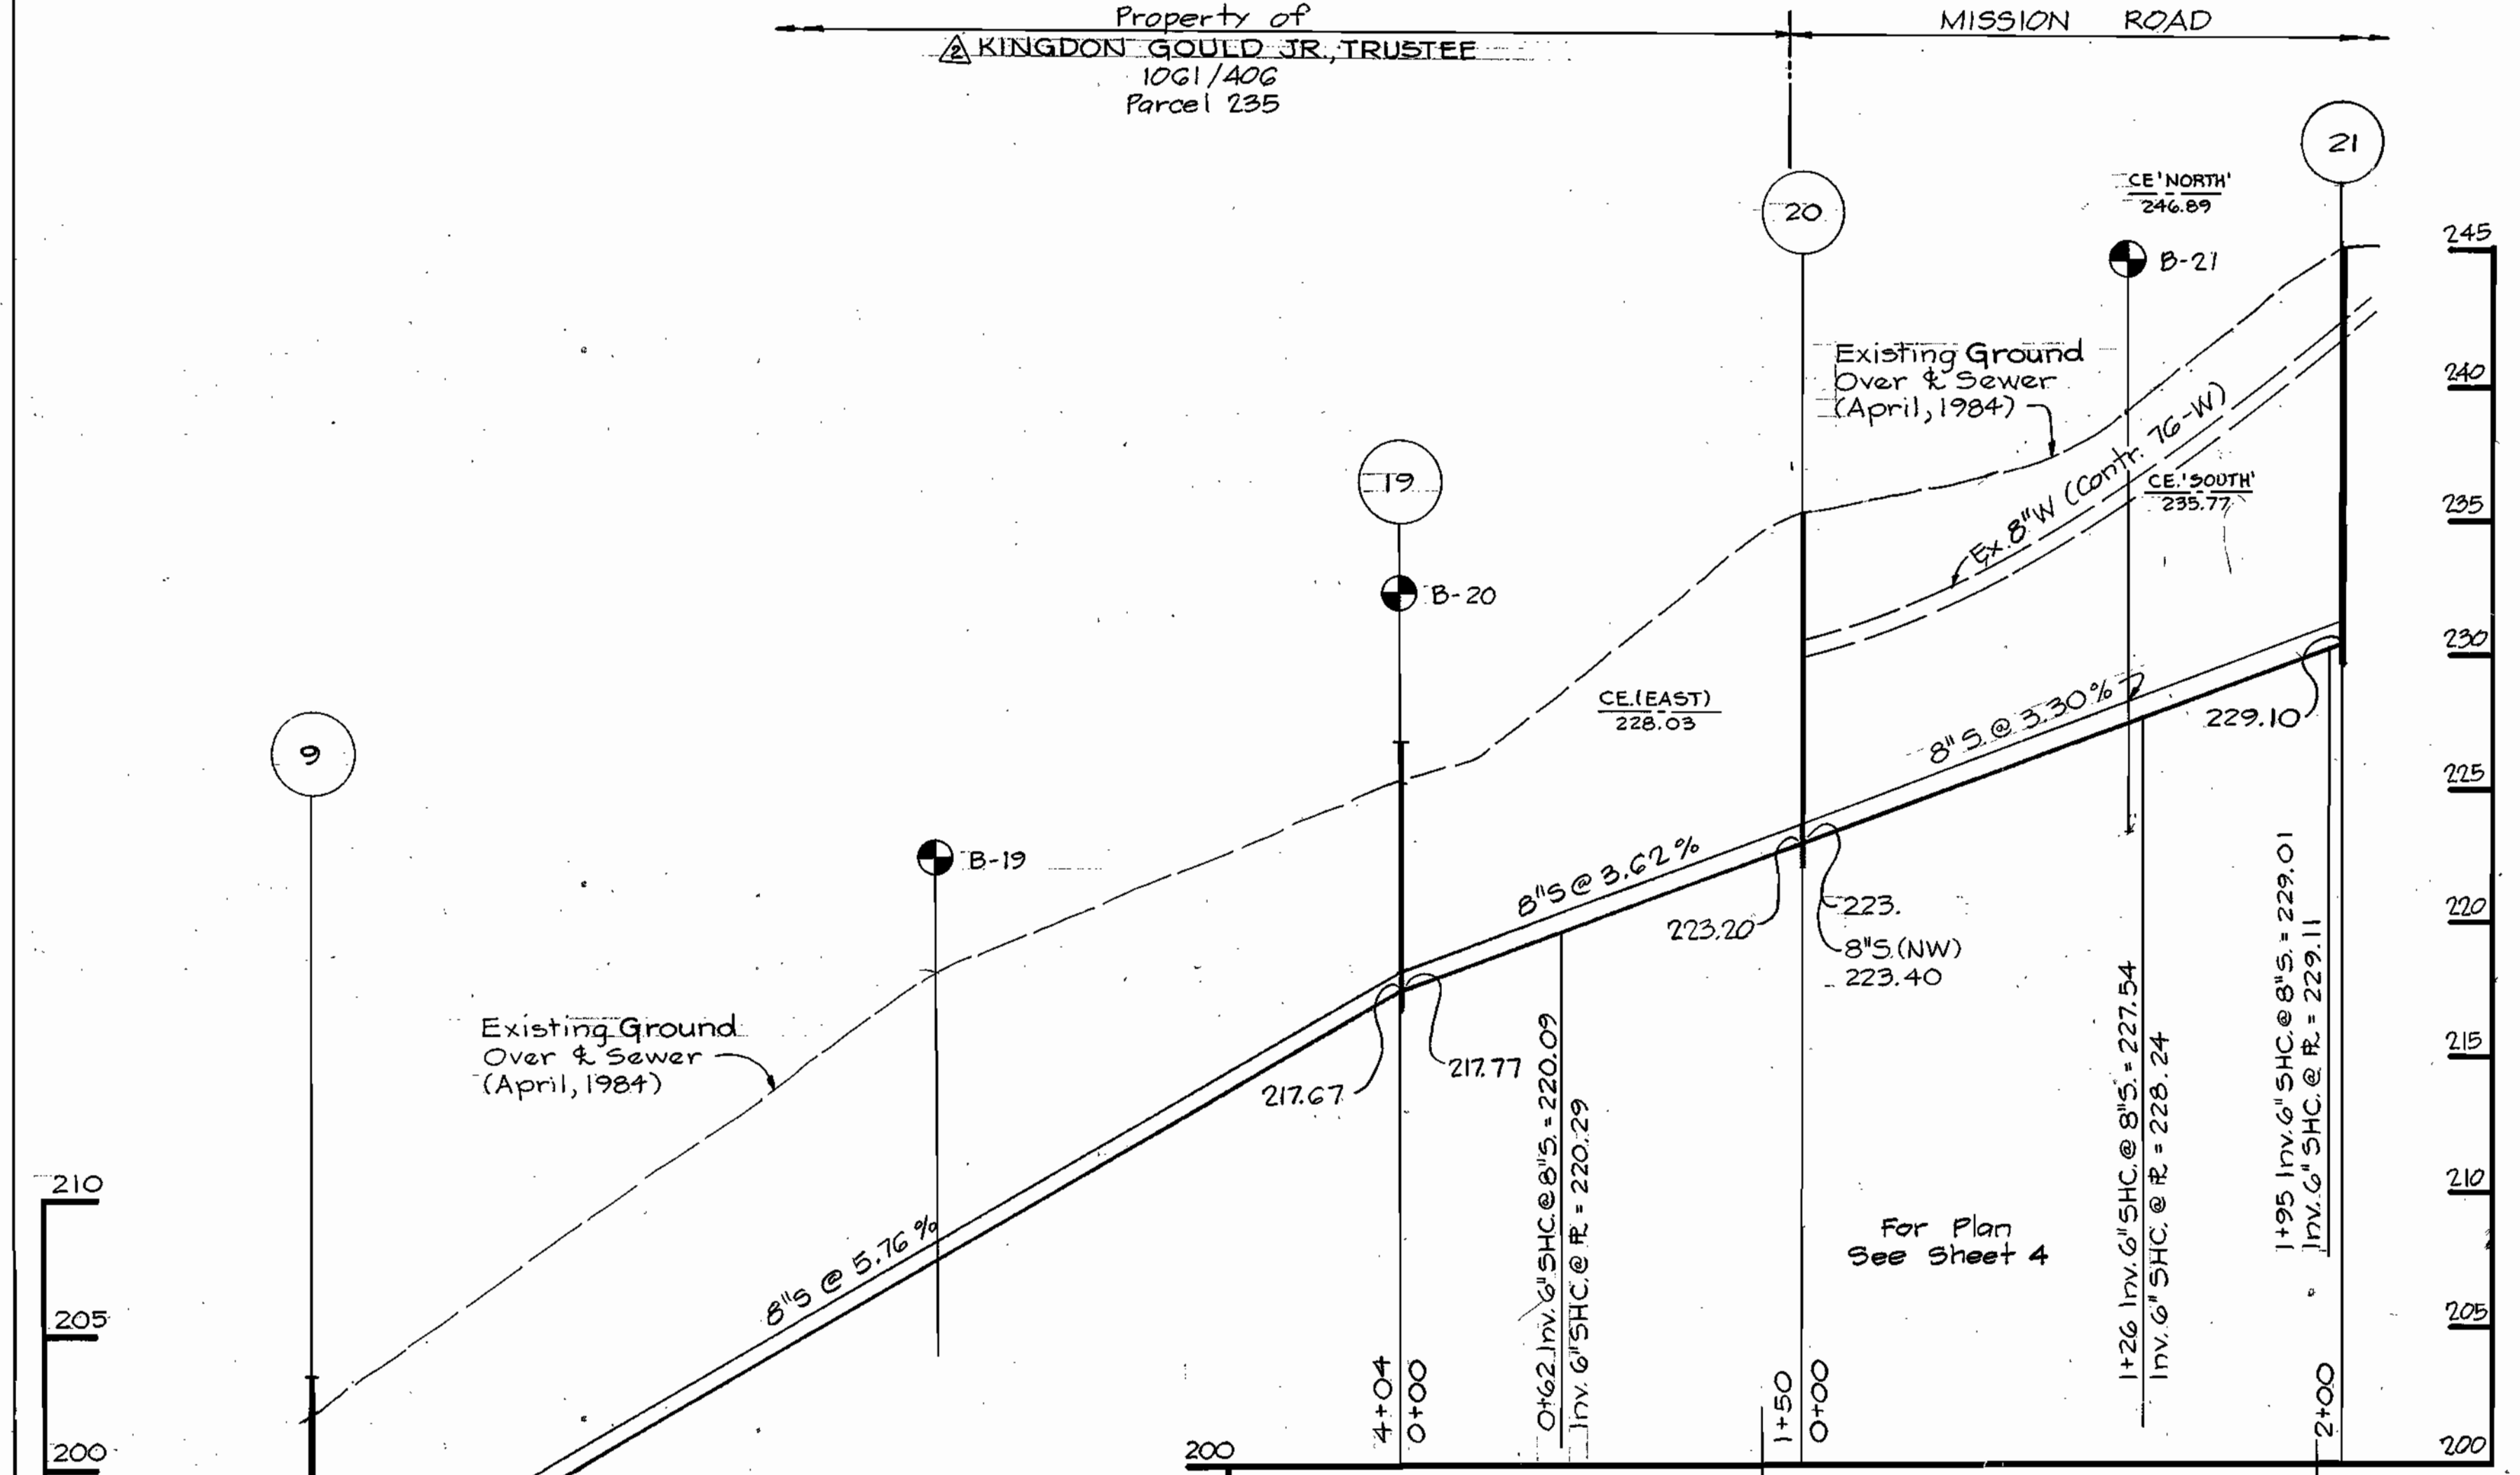 Property of
2 KINGDON GOULD JR., TRUSTEE
1061/406
Parcel 235
MISSION ROAD
21
20
CE 'NORTH'
246.89
B-21
245
240
235
230
225
220
215
210
205
200
Existing Ground
Over ℄ Sewer
(April, 1984)
Ex. 8"W (Contr. 76-W)
CE. 'SOUTH'
235.77
19
B-20
CE. (EAST)
228.03
8"S. @ 3.30 %
229.10
9
B-19
8"S @ 3.62 %
223.20
223.
8"S. (NW)
223.40
Existing Ground
Over ℄ Sewer
(April, 1984)
217.67
217.77
8"S @ 5.76 %
0+62 Inv. 6" SHC. @ 8"S. = 220.09
Inv. 6" SHC. @ ⅊ = 220.29
1+26 Inv. 6" SHC. @ 8"S. = 227.54
Inv. 6" SHC. @ ⅊ = 228.24
1+95 Inv. 6" SHC. @ 8"S. = 229.01
Inv. 6" SHC. @ ⅊ = 229.11
For Plan
See Sheet 4
4+04
0+00
1+50
0+00
2+00
210
205
200
200